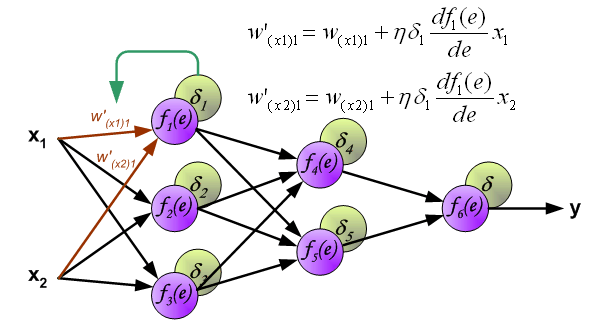 w'(x1)1 = w(x1)1 + ηδ1 df1(e)/de x1
w'(x2)1 = w(x2)1 + ηδ1 df1(e)/de x2
δ1
f1(e)
w'(x1)1
x1
w'(x2)1
δ4
f4(e)
δ2
f2(e)
δ
f6(e)
y
δ5
f5(e)
x2
δ3
f3(e)